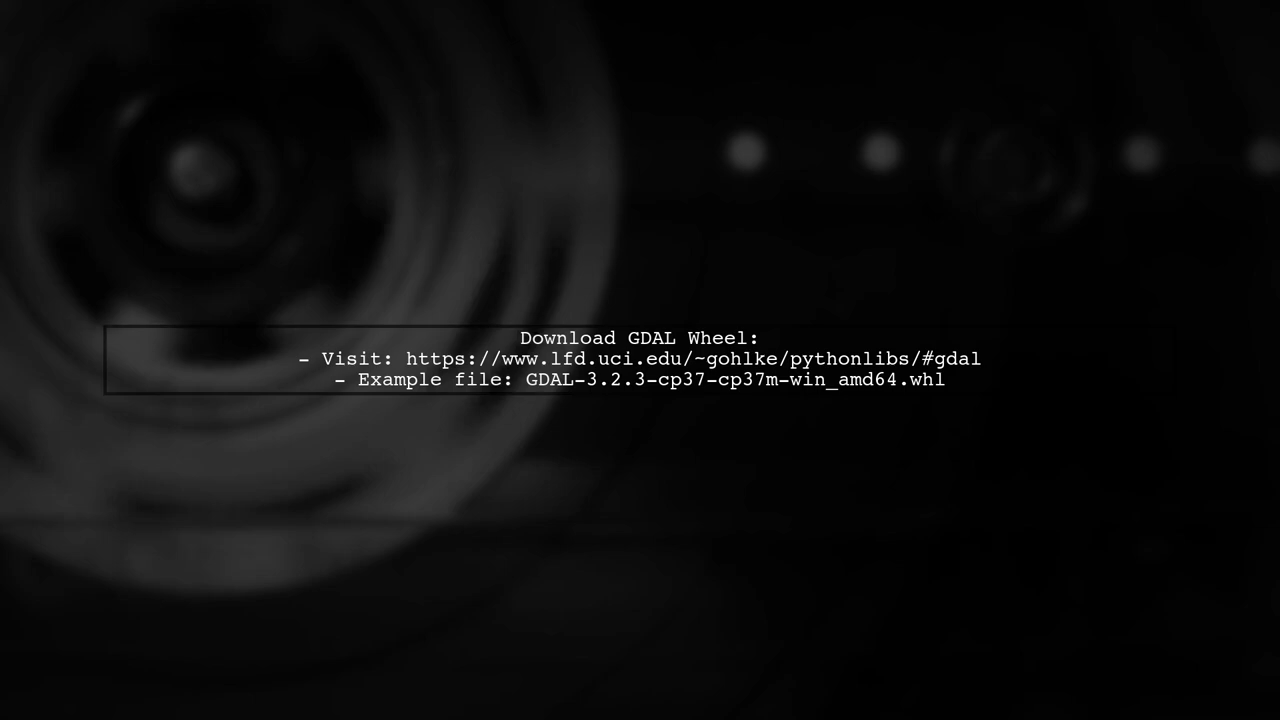 Download GDAL Wheel:
- Visit: https://www.lfd.uci.edu/~gohlke/pythonlibs/#gdal
- Example file: GDAL-3.2.3-cp37-cp37m-win_amd64.whl